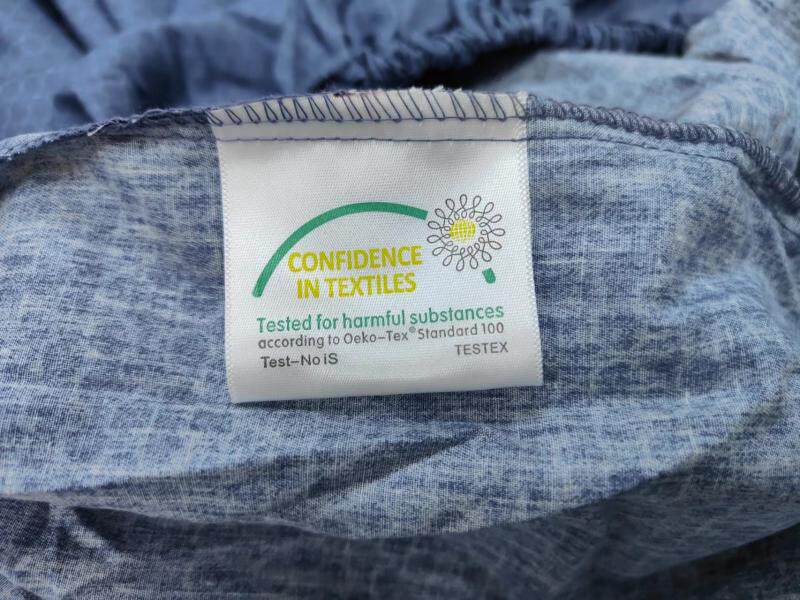 CONFIDENCE
IN TEXTILES
Tested for harmful substances
according to Oeko-Tex® Standard 100
Test-No iS TESTEX